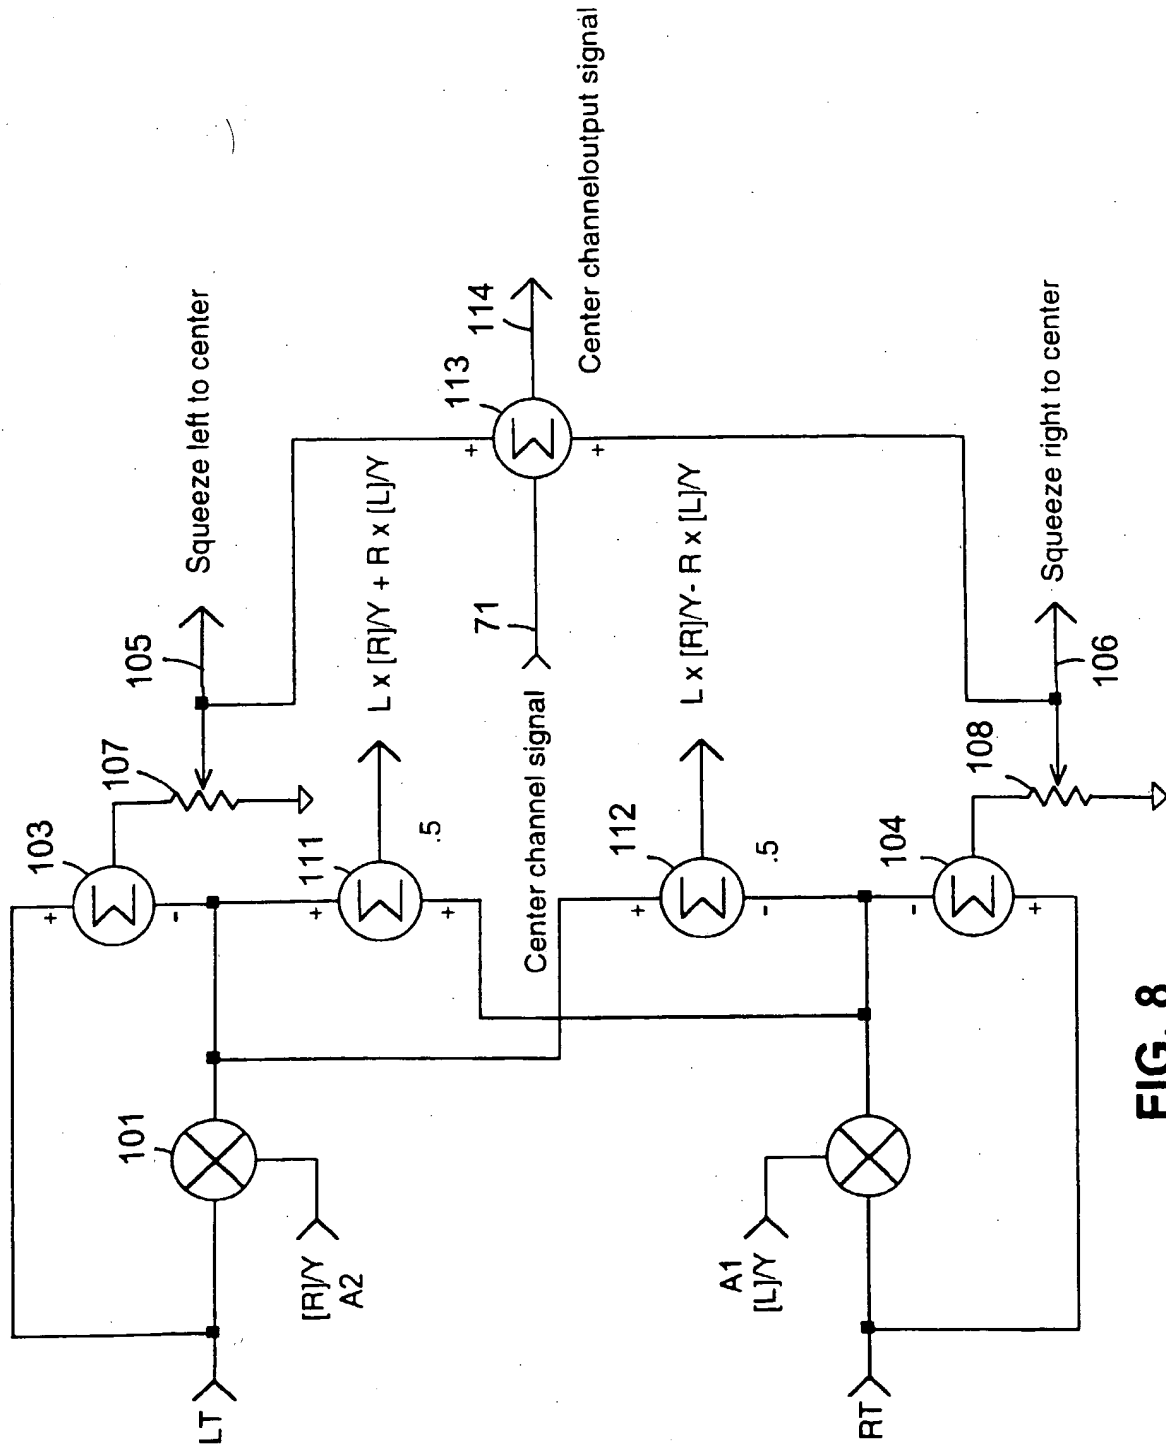 LT
101
[R]/Y
A2
103
+
-
107
105
Squeeze left to center
111
+
+
.5
L x [R]/Y + R x [L]/Y
Center channel signal
71
113
+
+
114
Center channeloutput signal
112
+
-
.5
L x [R]/Y- R x [L]/Y
RT
A1
[L]/Y
104
-
+
108
106
Squeeze right to center
FIG. 8